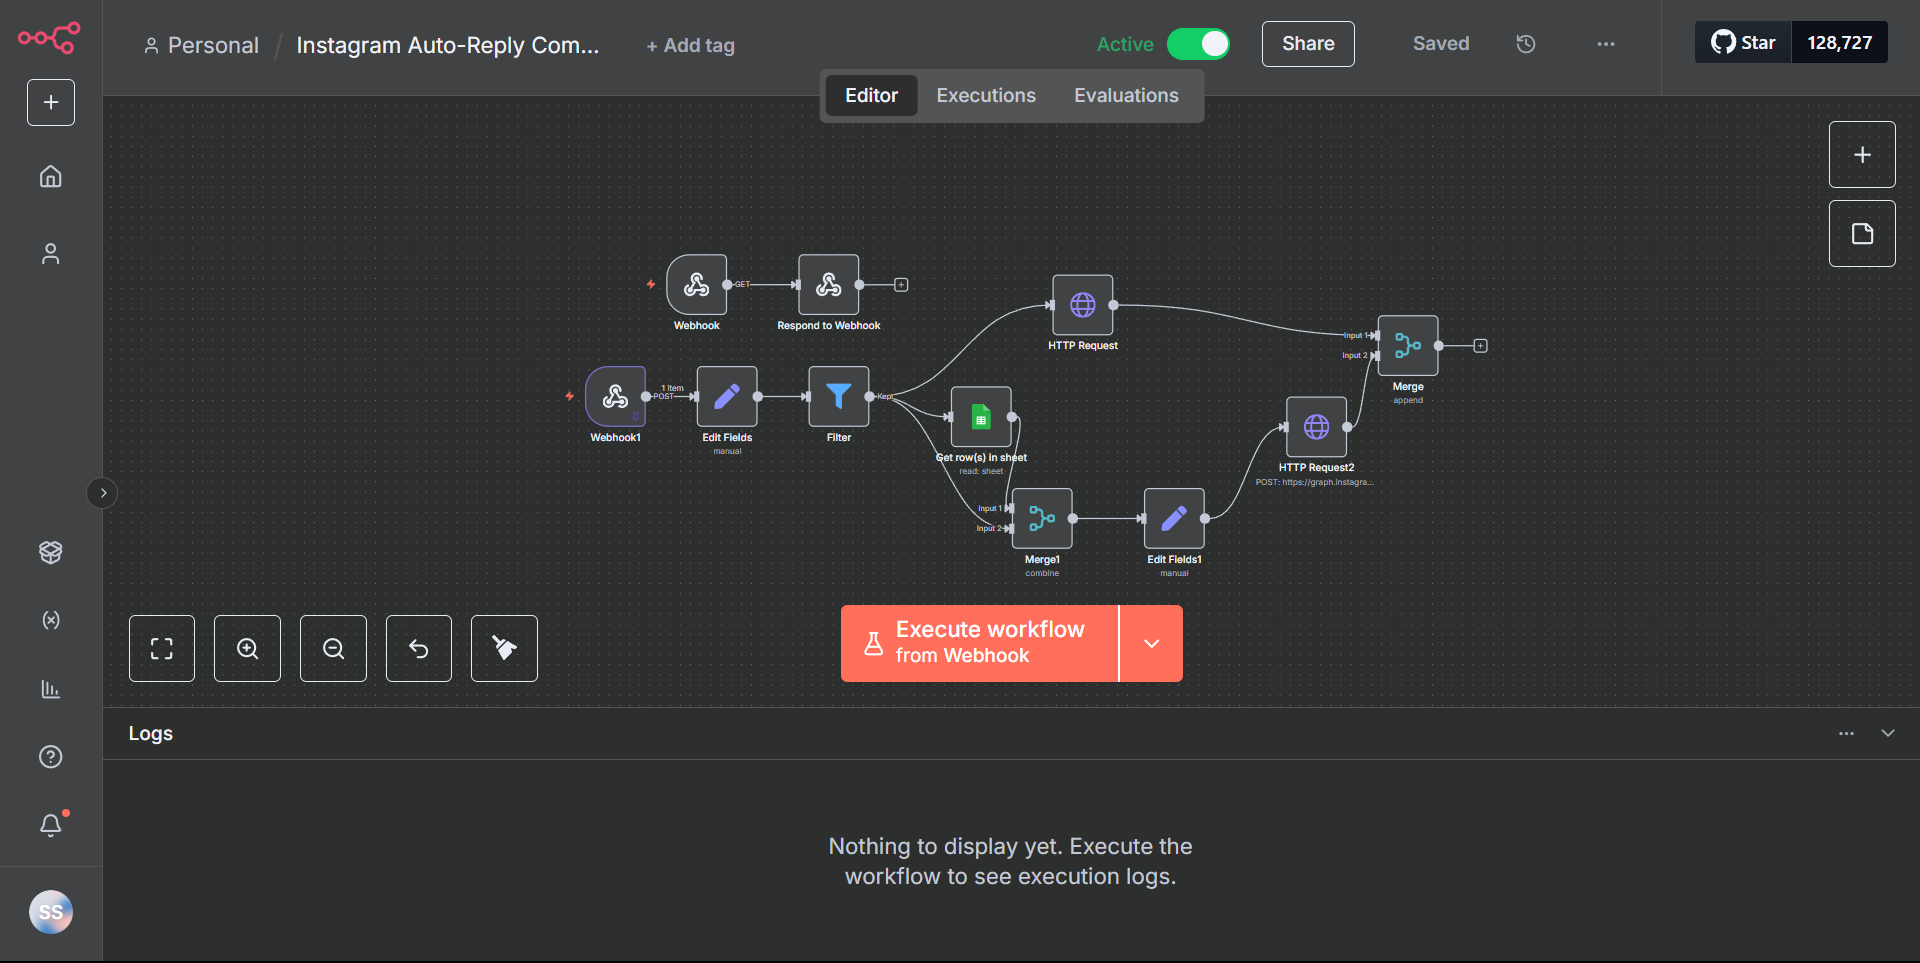 Personal / Instagram Auto-Reply Com...
+ Add tag
Active
Share
Saved
Star
128,727
Editor
Executions
Evaluations
GET
Webhook
Respond to Webhook
HTTP Request
Input 1
Input 2
Merge
append
1 item
POST
Webhook1
Edit Fields
manual
Filter
Kept
Get row(s) in sheet
read: sheet
HTTP Request2
POST: https://graph.instagra...
Input 1
Input 2
Merge1
combine
Edit Fields1
manual
Execute workflow
from Webhook
Logs
Nothing to display yet. Execute the
workflow to see execution logs.
SS